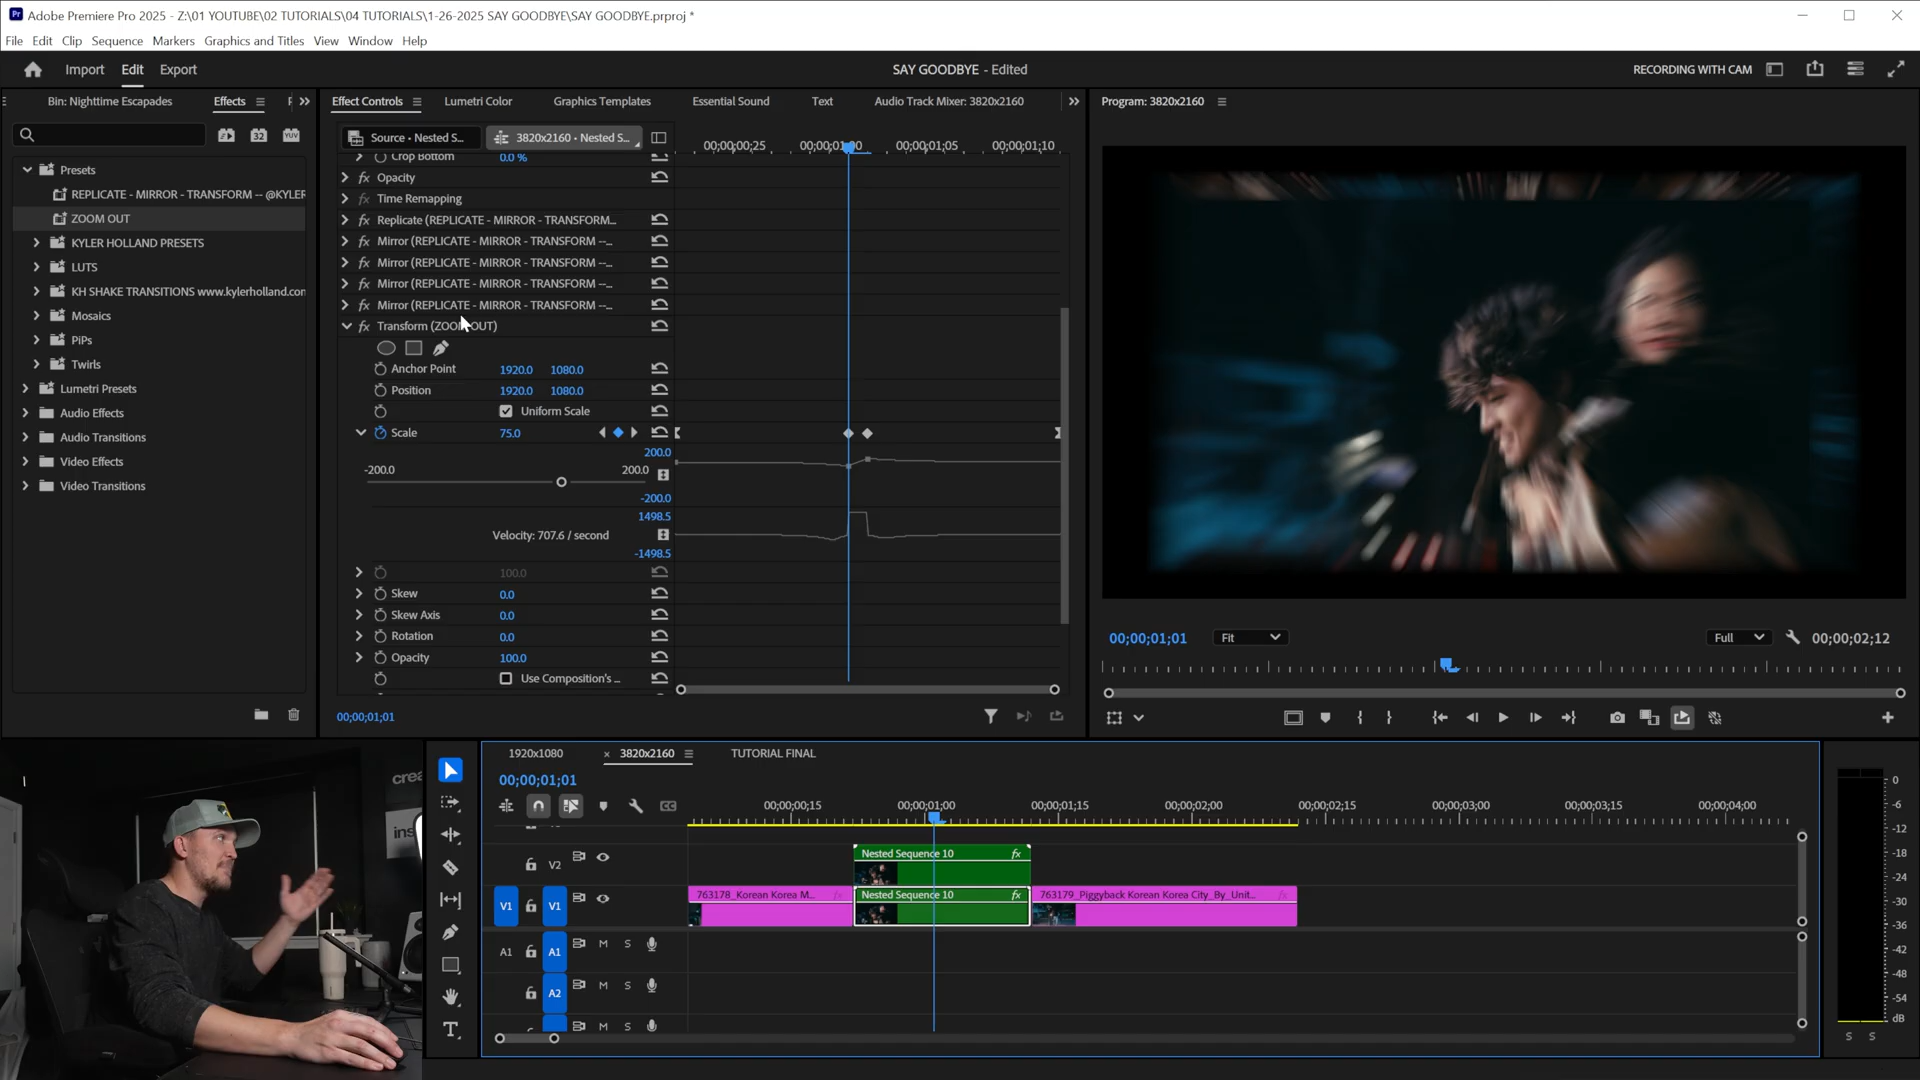 Adobe Premiere Pro 2025 - Z:\01 YOUTUBE\02 TUTORIALS\04 TUTORIALS\1-26-2025 SAY GOODBYE\SAY GOODBYE.prproj *
File Edit Clip Sequence Markers Graphics and Titles View Window Help
Import Edit Export
SAY GOODBYE - Edited
RECORDING WITH CAM
Bin: Nighttime Escapades
Effects
Presets
REPLICATE - MIRROR - TRANSFORM -- @KYLER
ZOOM OUT
KYLER HOLLAND PRESETS
LUTS
KH SHAKE TRANSITIONS www.kylerholland.con
Mosaics
PiPs
Twirls
Lumetri Presets
Audio Effects
Audio Transitions
Video Effects
Video Transitions
Effect Controls Lumetri Color Graphics Templates Essential Sound Text Audio Track Mixer: 3820x2160
Source • Nested S... 3820x2160 • Nested S...
00;00;00;25 00;00;01;00 00;00;01;05 00;00;01;10
Crop Bottom 0.0 %
Opacity
Time Remapping
Replicate (REPLICATE - MIRROR - TRANSFORM...
Mirror (REPLICATE - MIRROR - TRANSFORM --...
Mirror (REPLICATE - MIRROR - TRANSFORM --...
Mirror (REPLICATE - MIRROR - TRANSFORM --...
Mirror (REPLICATE - MIRROR - TRANSFORM --...
Transform (ZOOM OUT)
Anchor Point 1920.0 1080.0
Position 1920.0 1080.0
Uniform Scale
Scale 75.0
200.0
-200.0 200.0
-200.0
1498.5
Velocity: 707.6 / second
-1498.5
100.0
Skew 0.0
Skew Axis 0.0
Rotation 0.0
Opacity 100.0
Use Composition's ...
00;00;01;01
Program: 3820x2160
00;00;01;01 Fit Full 00;00;02;12
crea
ins
1920x1080 × 3820x2160 TUTORIAL FINAL
00;00;01;01
00;00;00;15 00;00;01;00 00;00;01;15 00;00;02;00 00;00;02;15 00;00;03;00 00;00;03;15 00;00;04;00
V2
Nested Sequence 10 fx
V1 V1
763178_Korean Korea M... fx Nested Sequence 10 fx 763179_Piggyback Korean Korea City_By_Unit... fx
A1 A1 M S
A2 M S
M S
0
-6
-12
-18
-24
-30
-36
-42
-48
-54
dB
S S